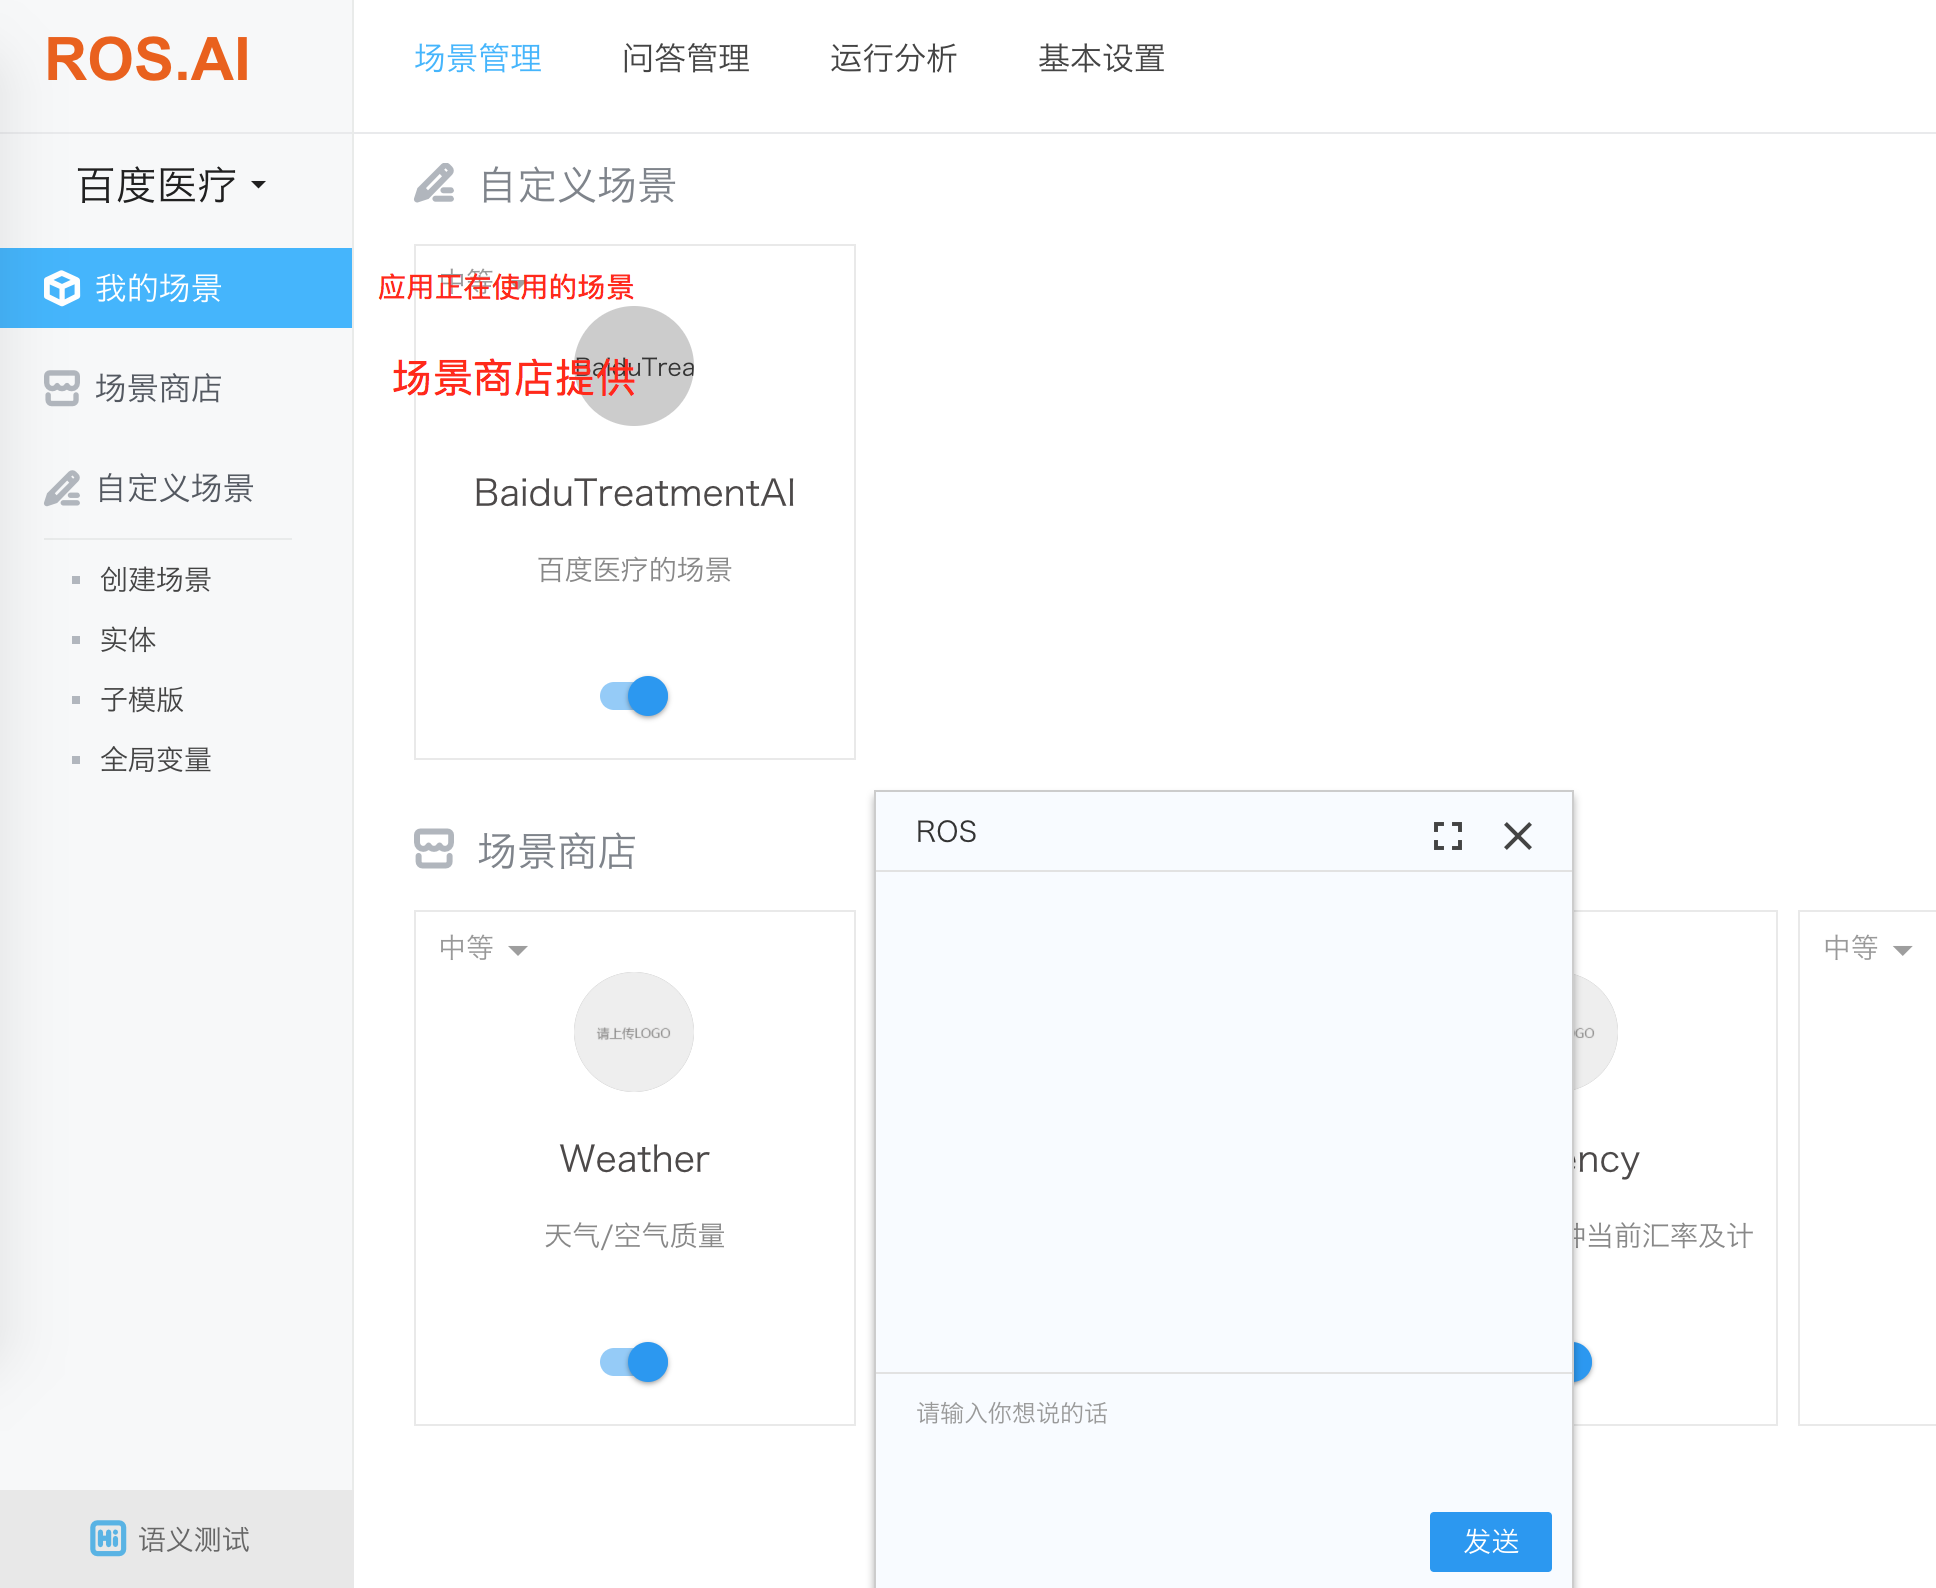 ROS.AI
场景管理
问答管理
运行分析
基本设置
百度医疗
我的场景
场景商店
自定义场景
创建场景
实体
子模版
全局变量
语义测试
自定义场景
中等
应用正在使用的场景
BaiduTrea
场景商店提供
BaiduTreatmentAI
百度医疗的场景
场景商店
中等
请上传LOGO
Weather
天气/空气质量
ROS
请输入你想说的话
发送
GO
ency
当前汇率及计
中等